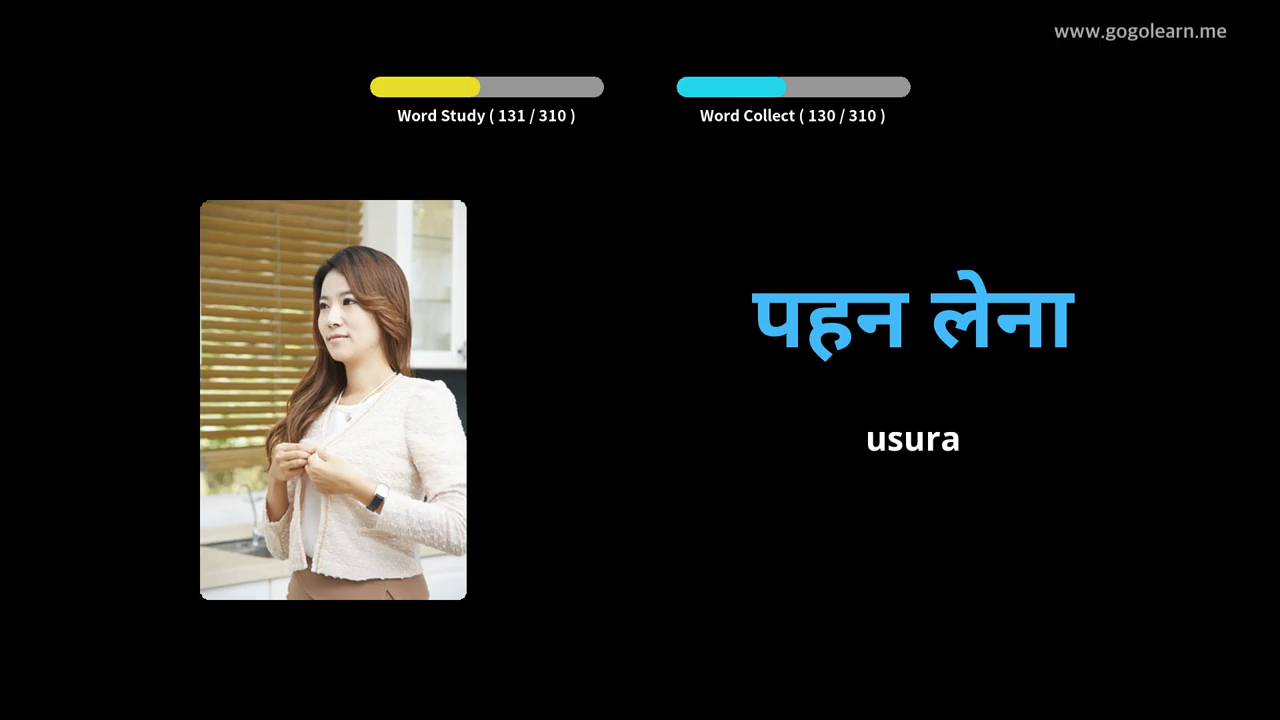 www.gogolearn.me
Word Study ( 131 / 310 )
Word Collect ( 130 / 310 )
पहन लेना
usura